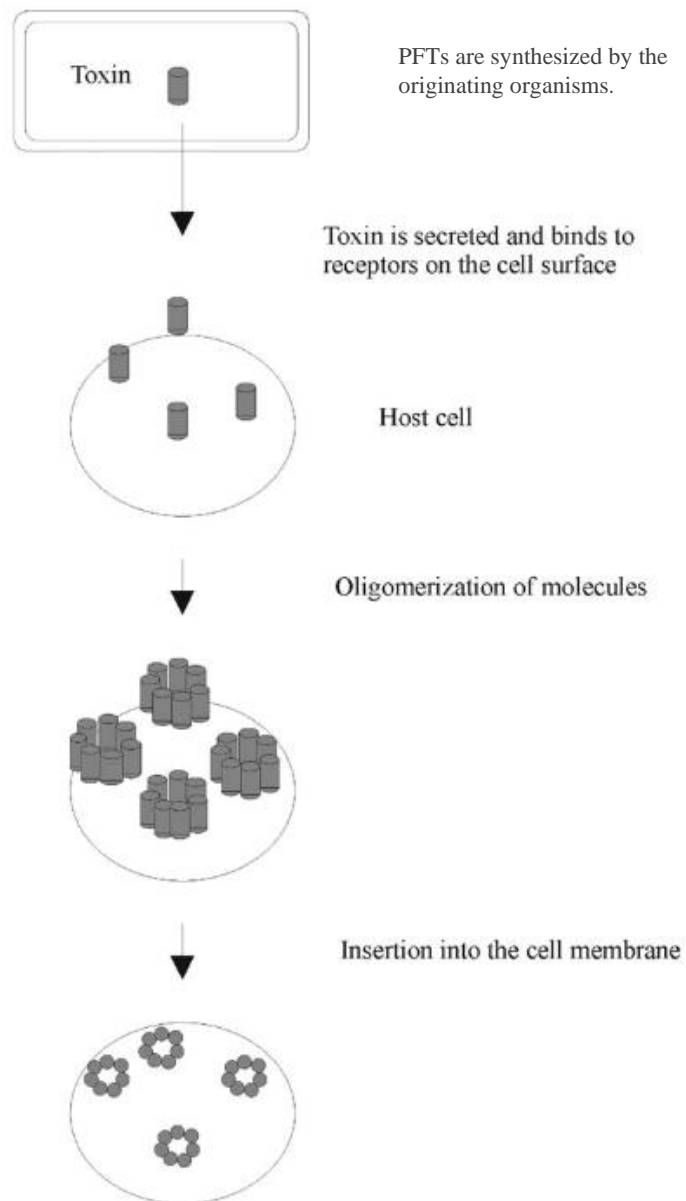 Toxin
PFTs are synthesized by the
originating organisms.
Toxin is secreted and binds to
receptors on the cell surface
Host cell
Oligomerization of molecules
Insertion into the cell membrane